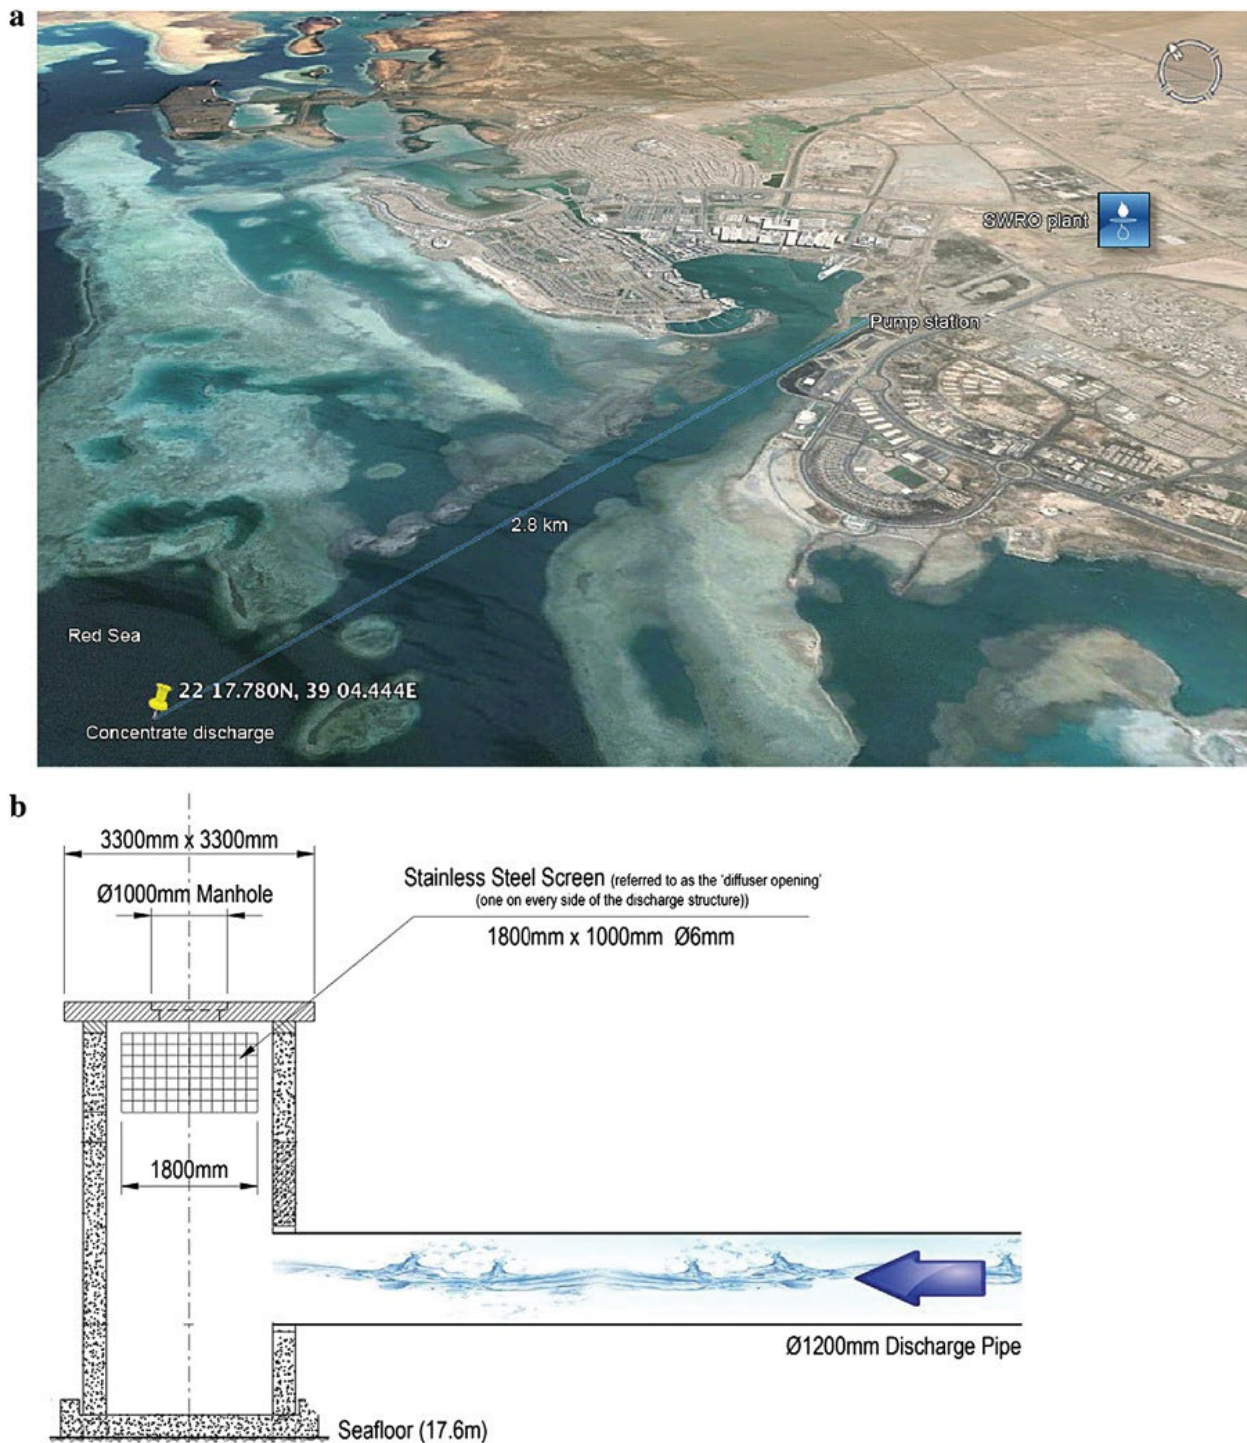 a
SWRO plant
Pump station
2.8 km
Red Sea
22 17.780N, 39 04.444E
Concentrate discharge
b
3300mm x 3300mm
Ø1000mm Manhole
Stainless Steel Screen (referred to as the 'diffuser opening'
(one on every side of the discharge structure))
1800mm x 1000mm Ø6mm
1800mm
Ø1200mm Discharge Pipe
Seafloor (17.6m)